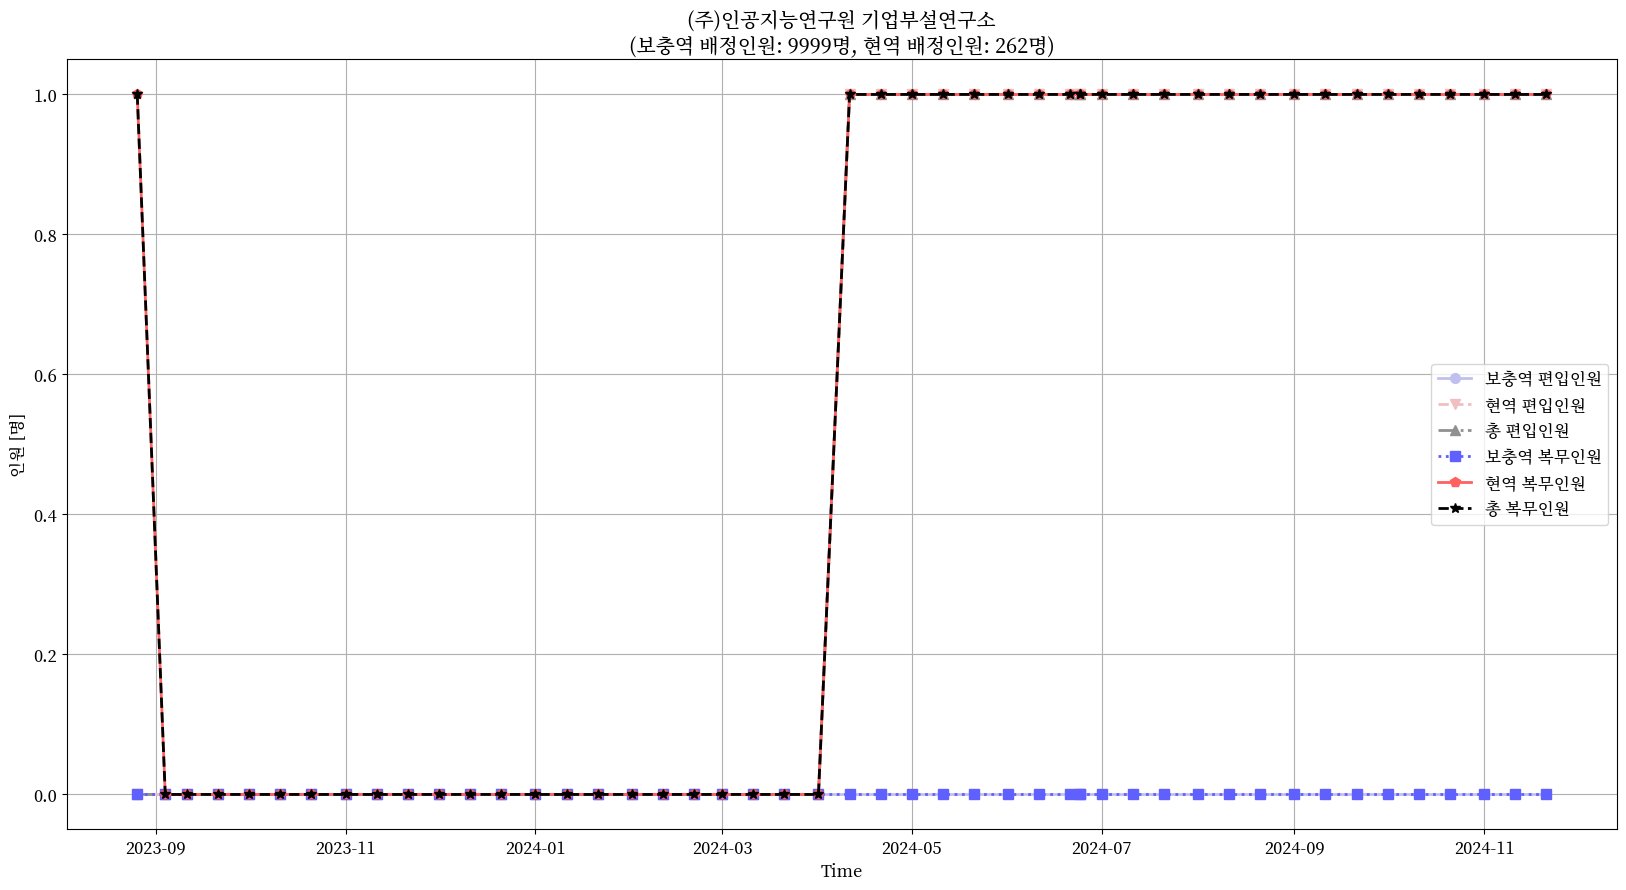 (주)인공지능연구원 기업부설연구소
(보충역 배정인원: 9999명, 현역 배정인원: 262명)
인원 [명]
1.0
0.8
0.6
0.4
0.2
0.0
보충역 편입인원
현역 편입인원
총 편입인원
보충역 복무인원
현역 복무인원
총 복무인원
2023-09 2023-11 2024-01 2024-03 2024-05 2024-07 2024-09 2024-11
Time